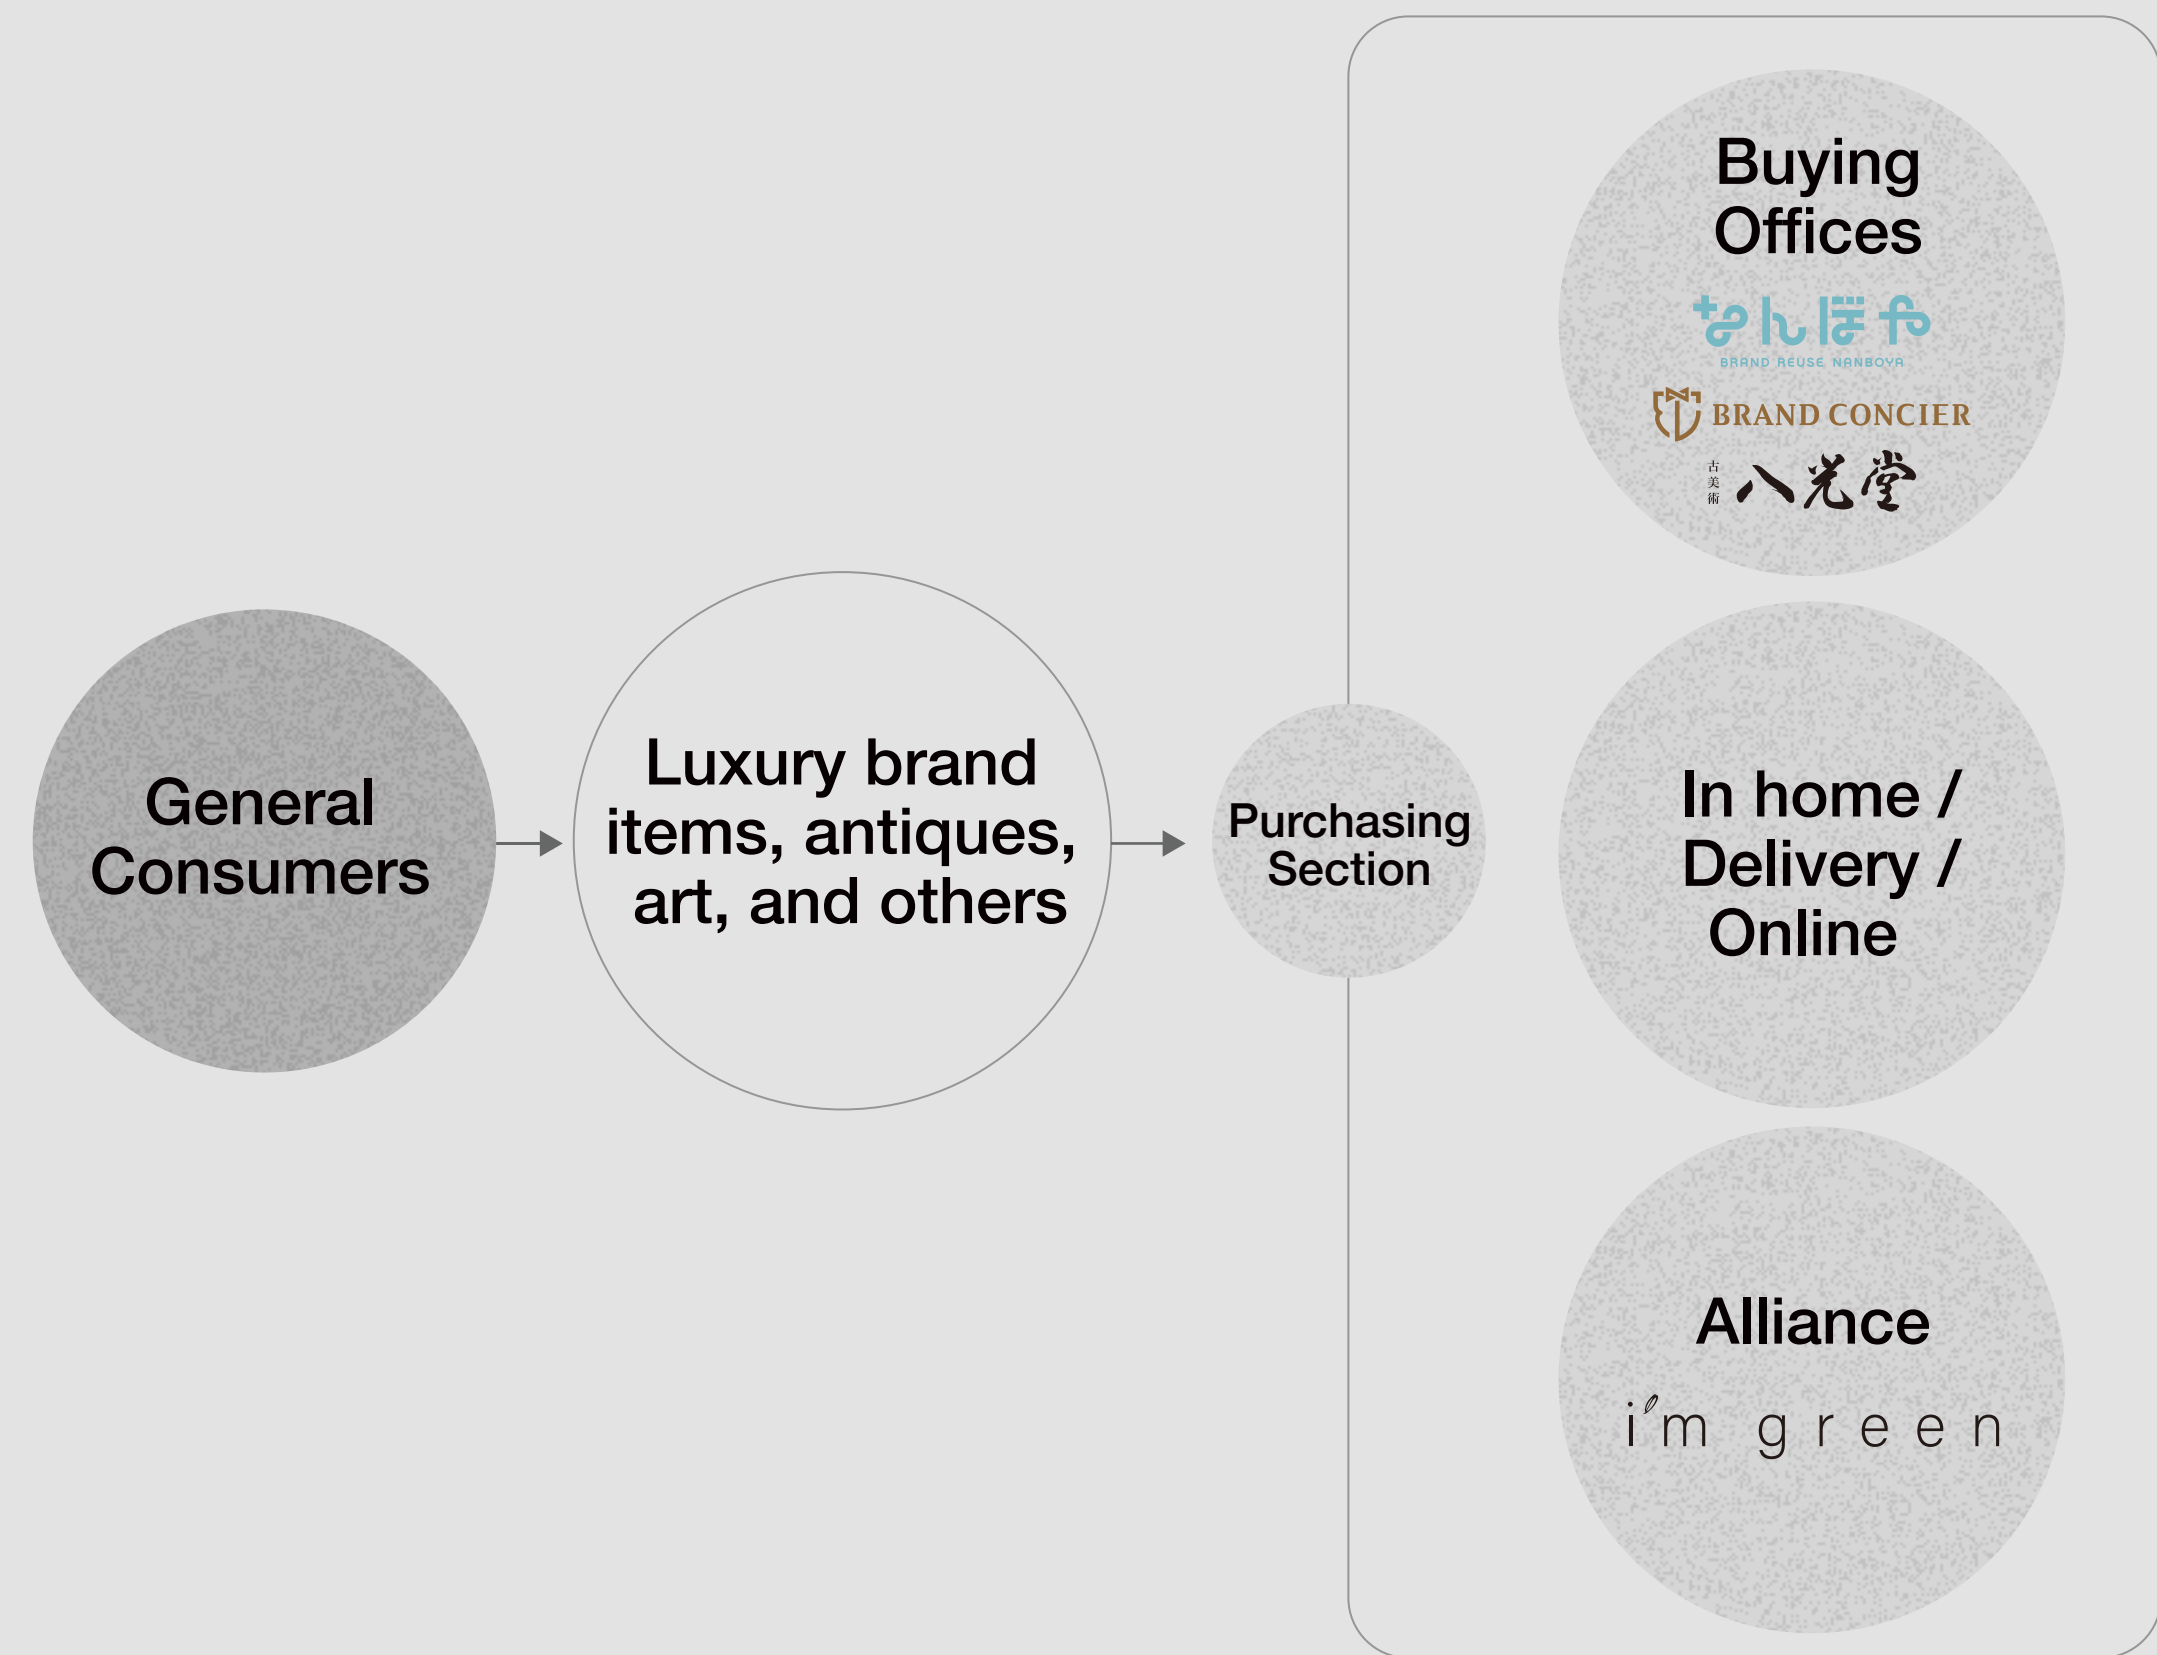 General
Consumers
Luxury brand
items, antiques,
art, and others
Purchasing
Section
Buying
Offices
なんぼや
BRAND REUSE NANBOYA
BRAND CONCIER
古美術
八光堂
In home /
Delivery /
Online
Alliance
i'm green